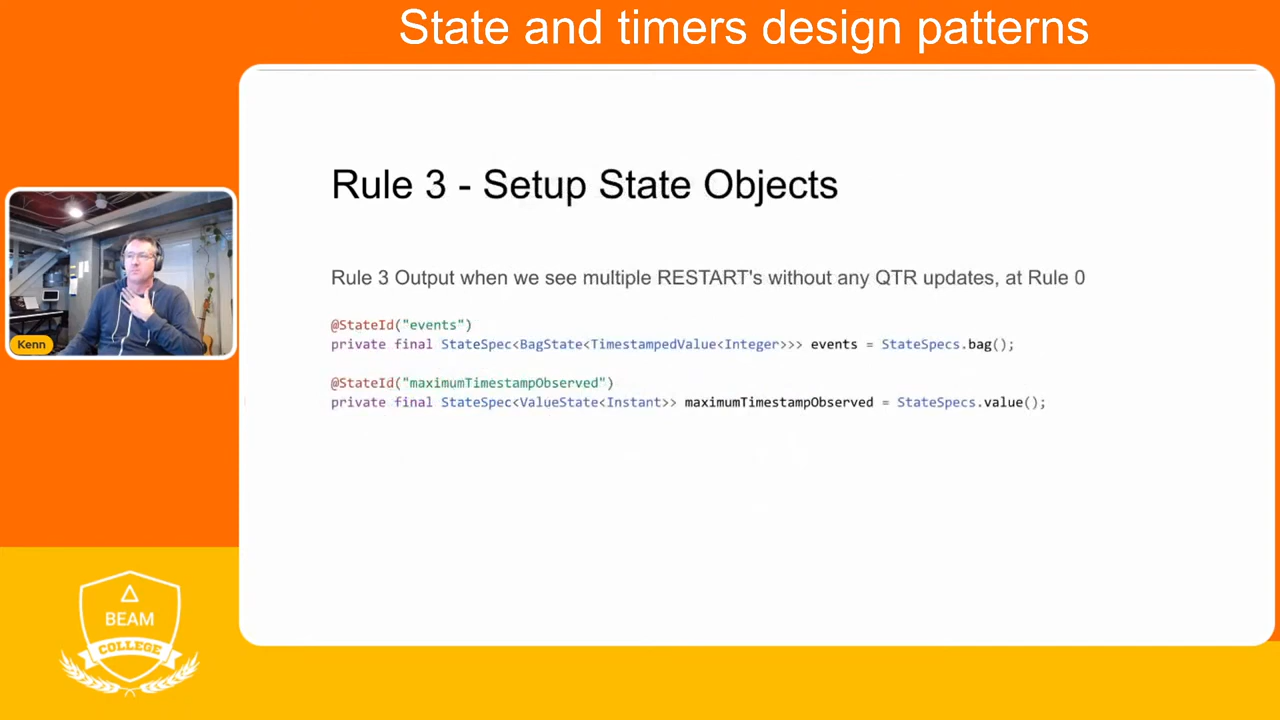 State and timers design patterns
Rule 3 - Setup State Objects
Rule 3 Output when we see multiple RESTART's without any QTR updates, at Rule 0
@StateId("events")
private final StateSpec<BagState<TimestampedValue<Integer>>> events = StateSpecs.bag();
@StateId("maximumTimestampObserved")
private final StateSpec<ValueState<Instant>> maximumTimestampObserved = StateSpecs.value();
Kenn
BEAM
COLLEGE